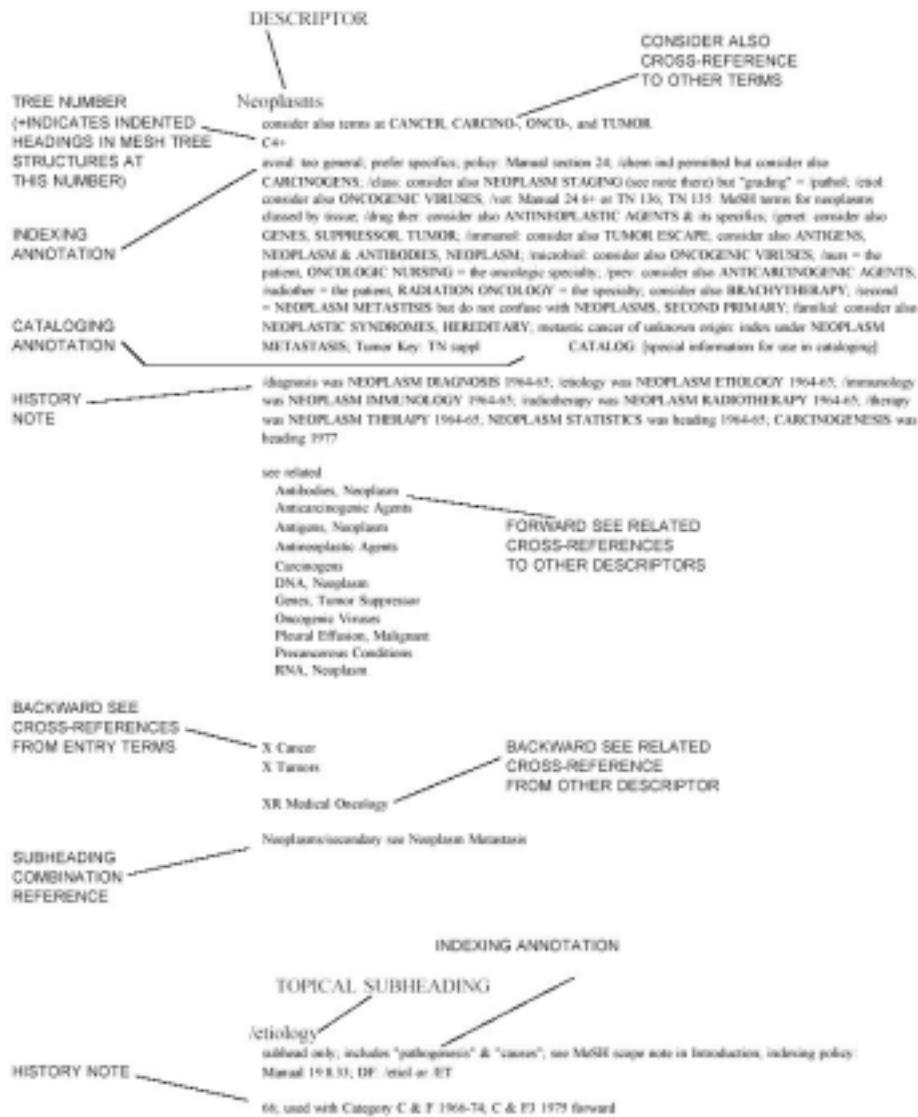 DESCRIPTOR
CONSIDER ALSO
CROSS-REFERENCE
TO OTHER TERMS
TREE NUMBER
(+INDICATES INDENTED
HEADINGS IN MESH TREE
STRUCTURES AT
THIS NUMBER)
Neoplasms
consider also terms at CANCER, CARCINO-, ONCO-, and TUMOR
C4+
avoid: too general; prefer specifics; policy: Manual section 24; /chem ind permitted but consider also
CARCINOGENS; /class: consider also NEOPLASM STAGING (see note there) but "grading" = /pathol; /etiol:
consider also ONCOGENIC VIRUSES; /vet: Manual 24.6+ or TN 136; TN 135: MeSH terms for neoplasms
classed by tissue; /drug ther: consider also ANTINEOPLASTIC AGENTS & its specifics; /genet: consider also
GENES, SUPPRESSOR, TUMOR; /immunol: consider also TUMOR ESCAPE, consider also ANTIGENS,
NEOPLASM & ANTIBODIES, NEOPLASM; /microbiol: consider also ONCOGENIC VIRUSES; /nurs = the
patient, ONCOLOGIC NURSING = the oncologic specialty; /prev: consider also ANTICARCINOGENIC AGENTS;
/radiother = the patient, RADIATION ONCOLOGY = the specialty; consider also BRACHYTHERAPY; /second
= NEOPLASM METASTISIS but do not confuse with NEOPLASMS, SECOND PRIMARY; familial: consider also
NEOPLASTIC SYNDROMES, HEREDITARY; metastic cancer of unknown origin: index under NEOPLASM
METASTASIS; Tumor Key: TN suppl CATALOG: [special information for use in cataloging]
INDEXING
ANNOTATION
CATALOGING
ANNOTATION
HISTORY
NOTE
/diagnosis was NEOPLASM DIAGNOSIS 1964-65; /etiology was NEOPLASM ETIOLOGY 1964-65; /immunology
was NEOPLASM IMMUNOLOGY 1964-65; /radiotherapy was NEOPLASM RADIOTHERAPY 1964-65; /therapy
was NEOPLASM THERAPY 1964-65; NEOPLASM STATISTICS was heading 1964-65; CARCINOGENESIS was
heading 1977
see related
Antibodies, Neoplasm
Anticarcinogenic Agents
Antigens, Neoplasm
Antineoplastic Agents
Carcinogens
DNA, Neoplasm
Genes, Tumor Suppressor
Oncogenic Viruses
Pleural Effusion, Malignant
Precancerous Conditions
RNA, Neoplasm
FORWARD SEE RELATED
CROSS-REFERENCES
TO OTHER DESCRIPTORS
BACKWARD SEE
CROSS-REFERENCES
FROM ENTRY TERMS
X Cancer
X Tumors
XR Medical Oncology
BACKWARD SEE RELATED
CROSS-REFERENCE
FROM OTHER DESCRIPTOR
Neoplasms/secondary see Neoplasm Metastasis
SUBHEADING
COMBINATION
REFERENCE
INDEXING ANNOTATION
TOPICAL SUBHEADING
/etiology
subhead only; includes "pathogenesis" & "causes"; see MeSH scope note in Introduction; indexing policy:
Manual 19.8.33; DF: /etiol or /ET
HISTORY NOTE
66; used with Category C & F 1966-74; C & F3 1975 forward